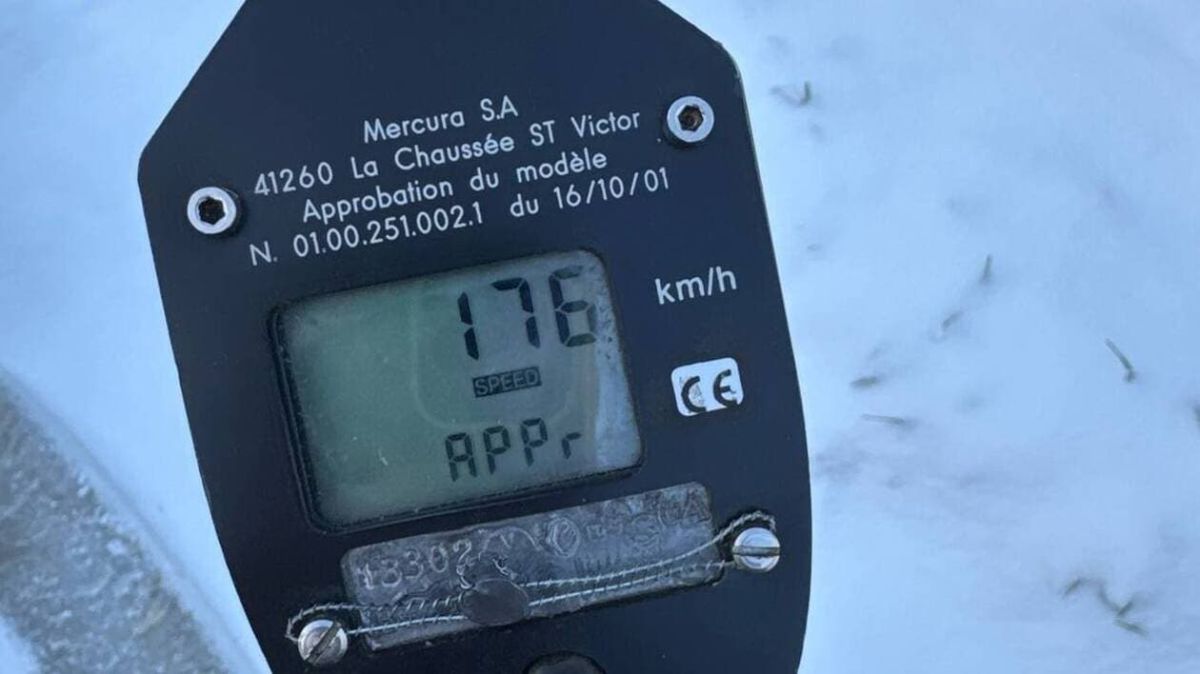 Mercura S.A
41260 La Chaussée ST Victor
Approbation du modèle
N. 01.00.251.002.1 du 16/10/01
176 km/h
SPEED
CE
APPr